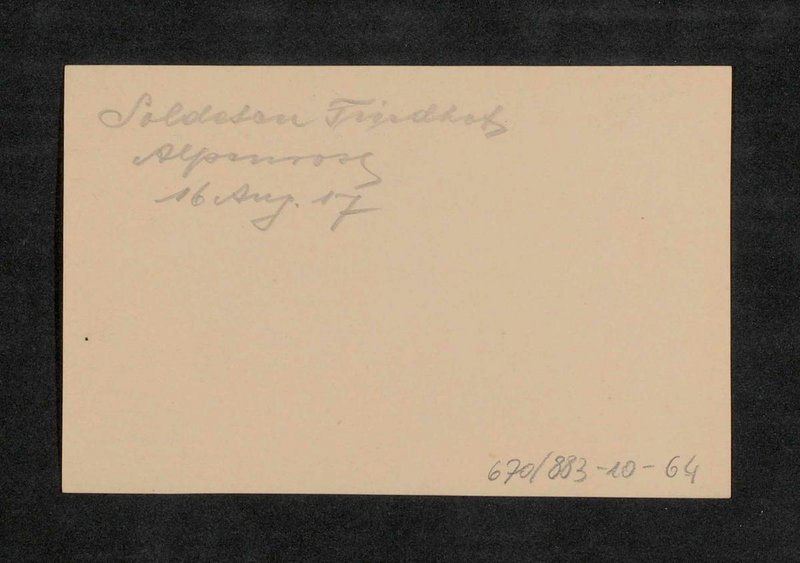 Soldaten Friedhof
Alpenrose
16 Aug. 17
670/883-10-64